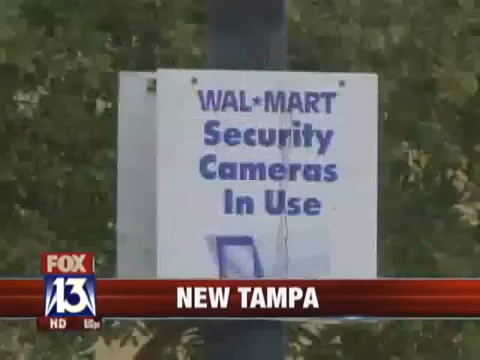 WAL★MART
Security
Cameras
In Use
FOX
13
HD
NEW TAMPA